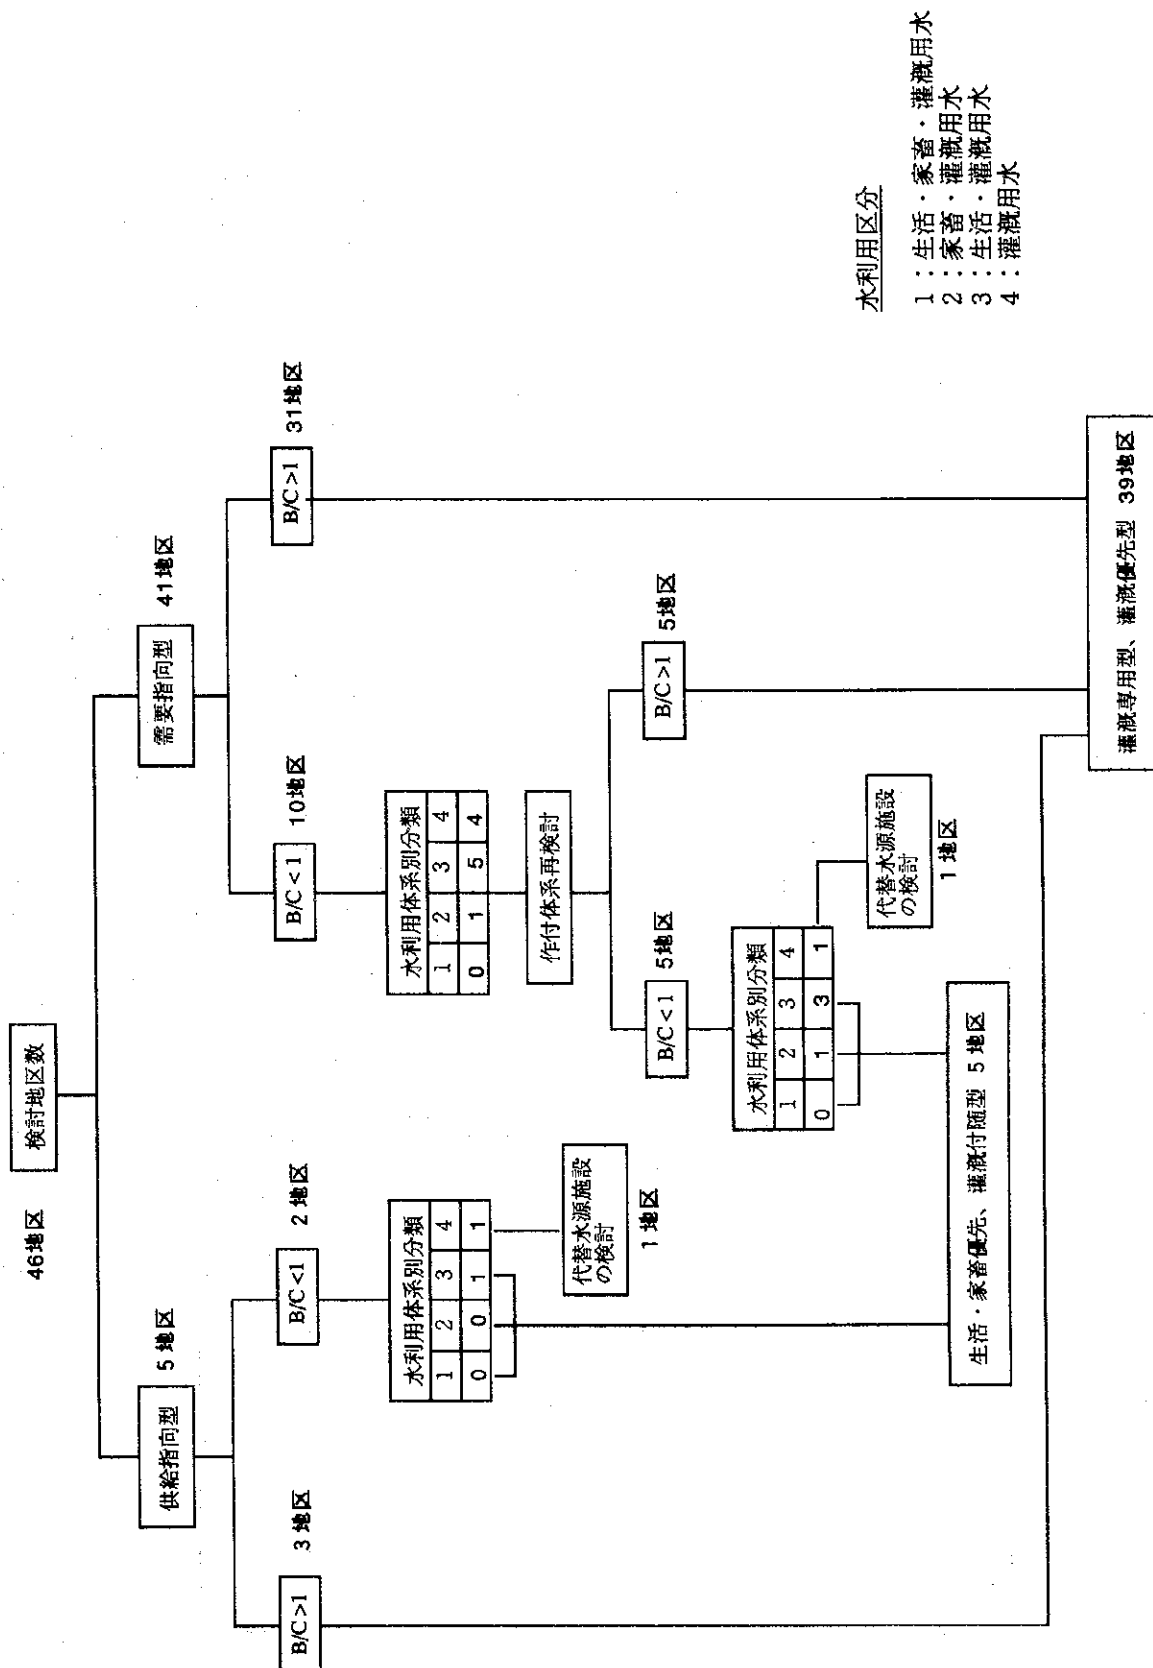 46地区
検討地区数
供給指向型
5地区
需要指向型
41地区
B/C>1
3地区
B/C<1
2地区
B/C<1
10地区
B/C>1
31地区
水利用体系別分類
1 2 3 4
0 0 1 1
水利用体系別分類
1 2 3 4
0 1 5 4
作付体系再検討
代替水源施設
の検討
1地区
B/C<1
5地区
B/C>1
5地区
水利用体系別分類
1 2 3 4
0 1 3 1
代替水源施設
の検討
1地区
生活・家畜優先、灌漑付随型 5地区
灌漑専用型、灌漑優先型 39地区
水利用区分
1：生活・家畜・灌漑用水
2：家畜・灌漑用水
3：生活・灌漑用水
4：灌漑用水